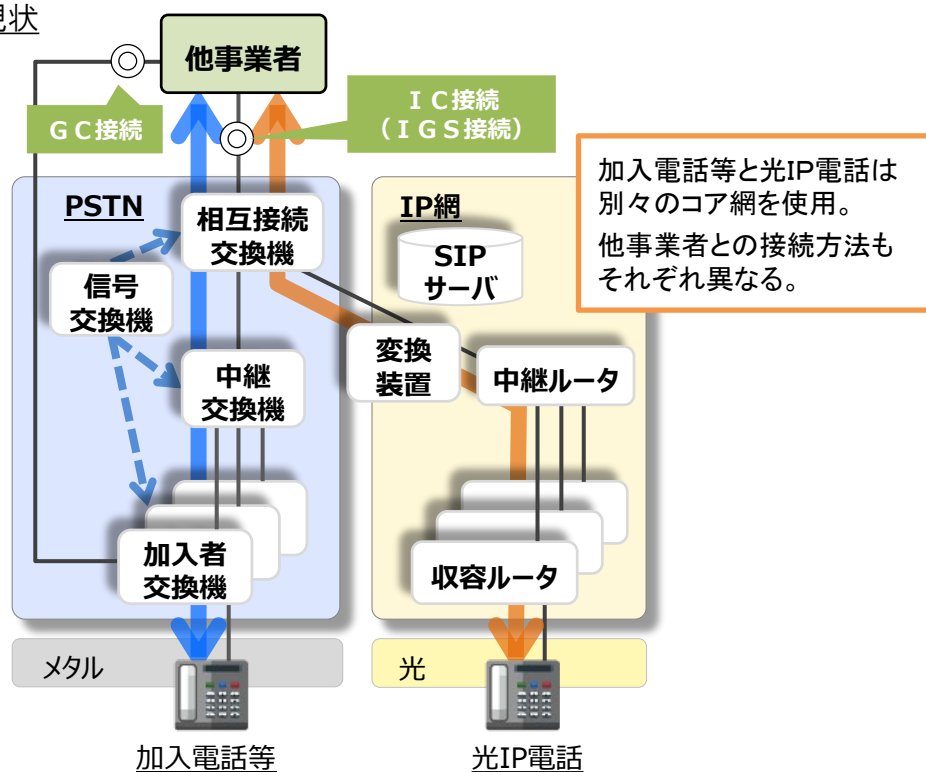 現状
他事業者
GC接続
IC接続
(IGS接続)
加入電話等と光IP電話は
別々のコア網を使用。
他事業者との接続方法も
それぞれ異なる。
PSTN
相互接続
交換機
信号
交換機
中継
交換機
加入者
交換機
IP網
SIP
サーバ
変換
装置
中継ルータ
収容ルータ
メタル
光
加入電話等
光IP電話